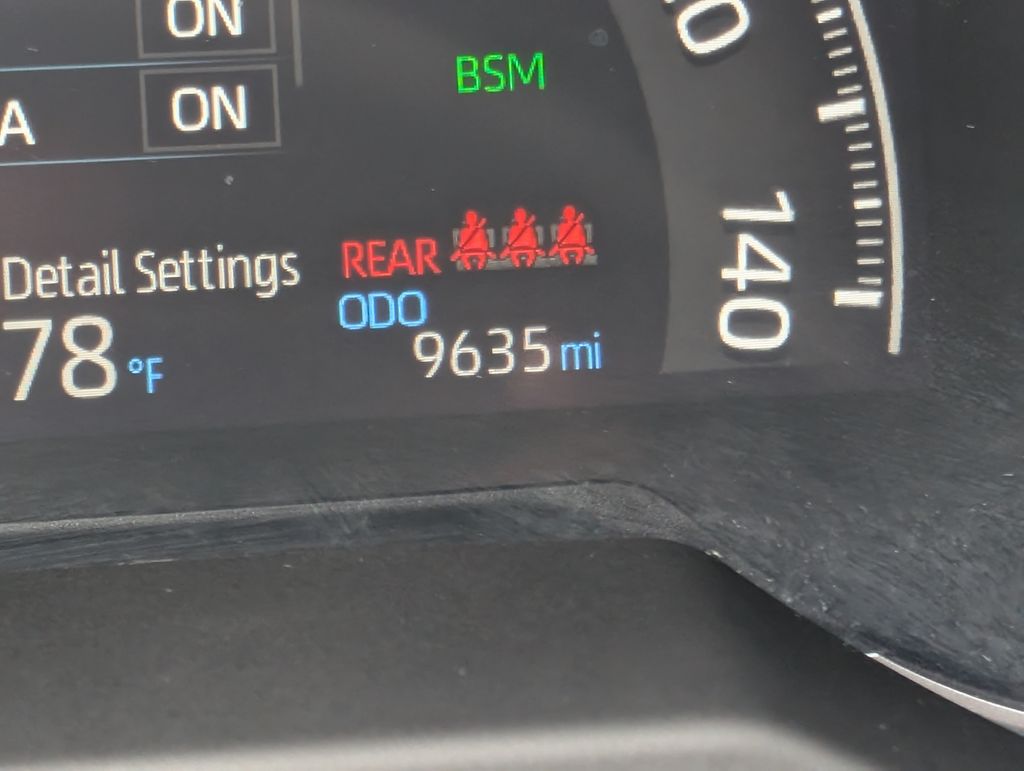 ON
BSM
A ON
Detail Settings REAR
ODO
78°F 9635 mi
140